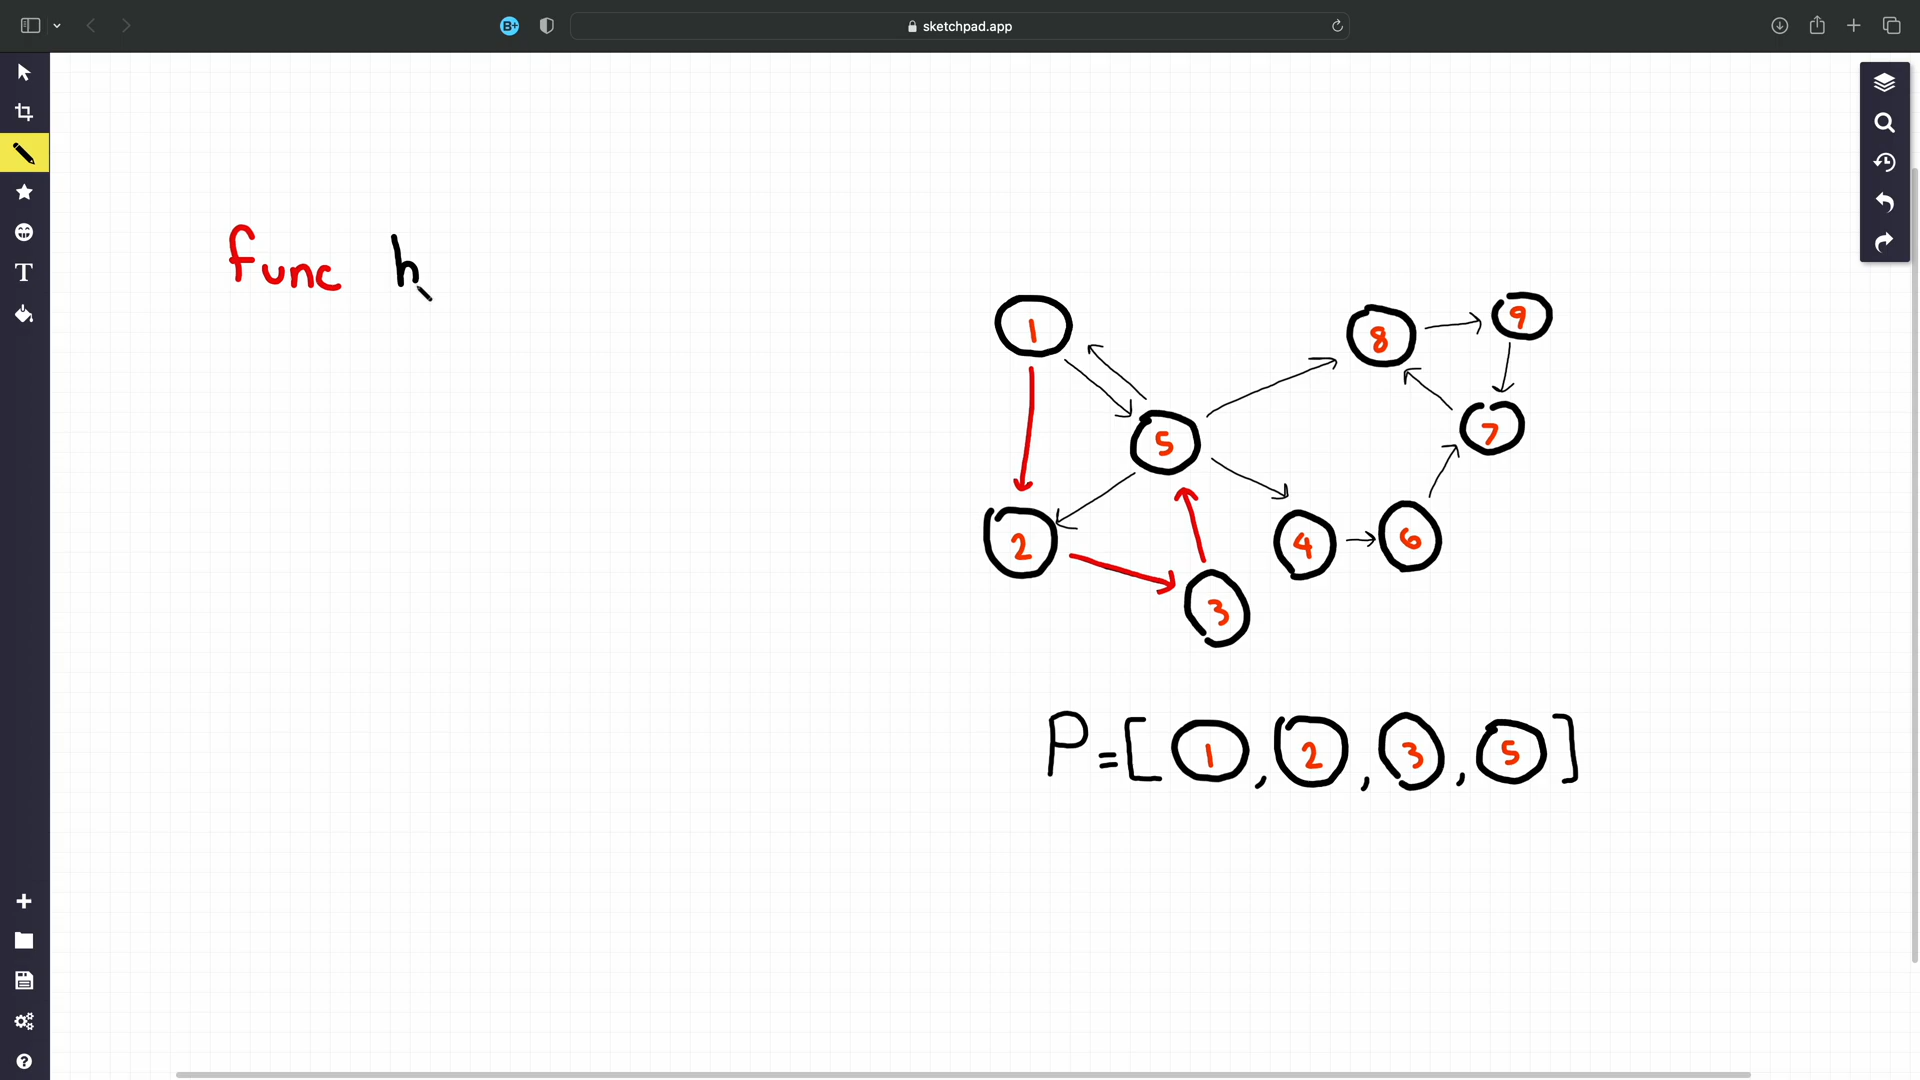 B+
sketchpad.app
T
func h
1
8
9
5
7
2
4
6
3
P=[1, 2, 3, 5]
?